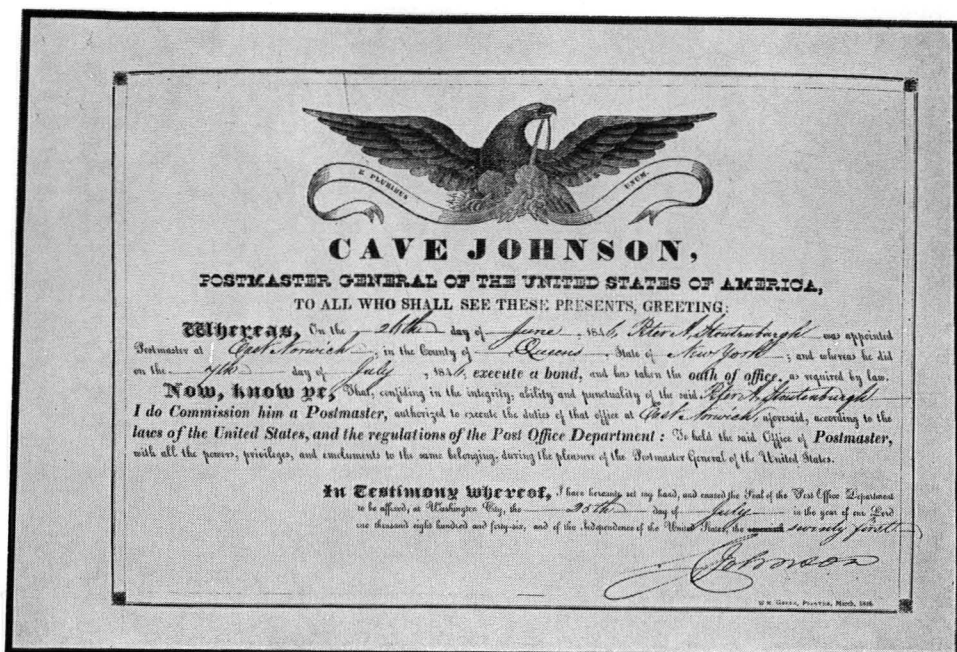 E PLURIBUS UNUM.
CAVE JOHNSON,
POSTMASTER GENERAL OF THE UNITED STATES OF AMERICA,
TO ALL WHO SHALL SEE THESE PRESENTS, GREETING:
Whereas, On the 26th day of June, 1846, Peter A. Stoutenburgh was appointed
Postmaster at East Norwich, in the County of Queens, State of New York; and whereas he did
on the 7th day of July, 1846, execute a bond, and has taken the oath of office, as required by law.
Now, know ye, That, confiding in the integrity, ability and punctuality of the said Peter A. Stoutenburgh
I do Commission him a Postmaster, authorized to execute the duties of that office at East Norwich, aforesaid, according to the
laws of the United States, and the regulations of the Post Office Department: To hold the said Office of Postmaster,
with all the powers, privileges, and emoluments to the same belonging, during the pleasure of the Postmaster General of the United States.
In Testimony whereof, I have hereunto set my hand, and caused the Seal of the Post Office Department
to be affixed, at Washington City, the 25th day of July in the year of our Lord
one thousand eight hundred and forty-six, and of the Independence of the United States, the seventy first
C Johnson
Green, Printer, March, 1846